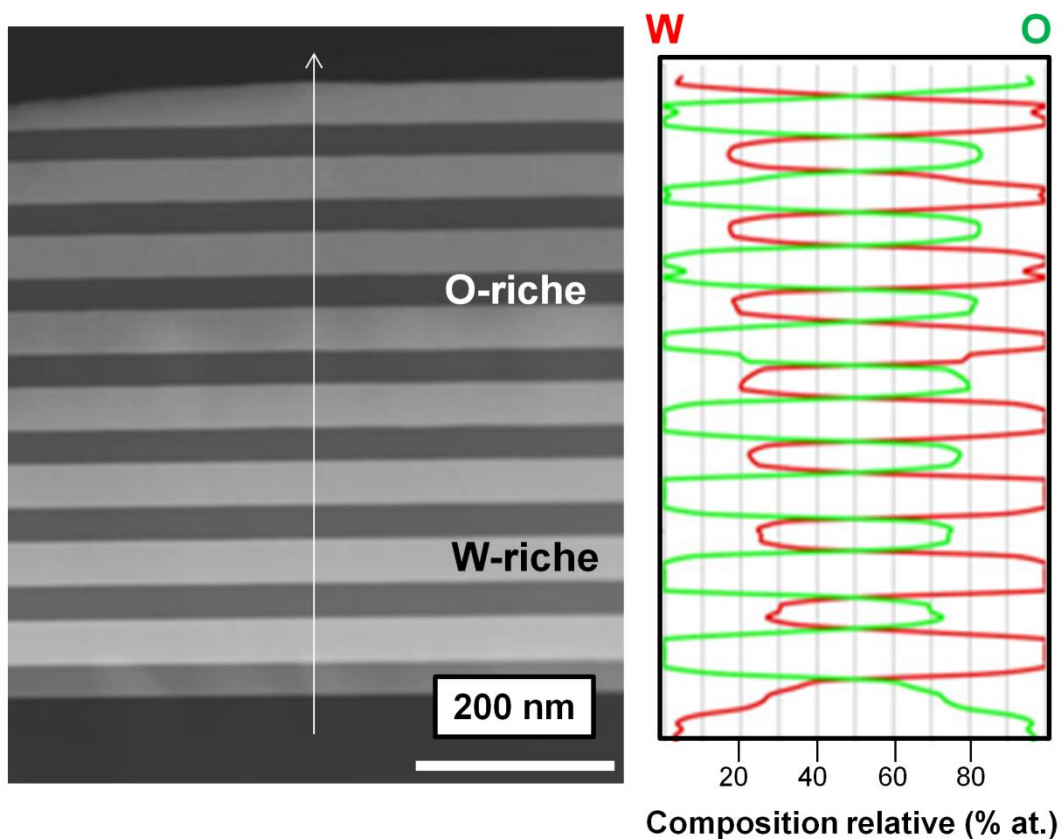 W O
O-riche
W-riche
200 nm
20 40 60 80
Composition relative (% at.)